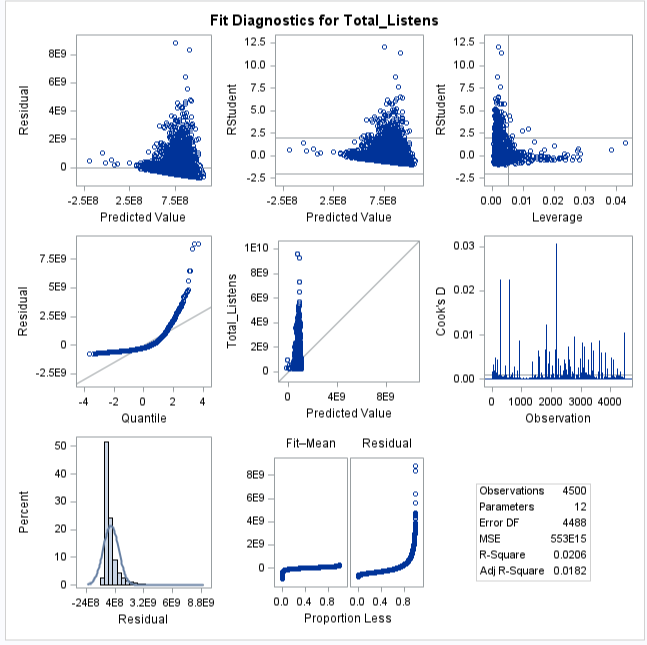 Fit Diagnostics for Total_Listens
8E9
6E9
4E9
2E9
0
Residual
-2.5E8 2.5E8 7.5E8
Predicted Value
12.5
10.0
7.5
5.0
2.5
0.0
-2.5
RStudent
-2.5E8 2.5E8 7.5E8
Predicted Value
12.5
10.0
7.5
5.0
2.5
0.0
-2.5
RStudent
0.00 0.01 0.02 0.03 0.04
Leverage
7.5E9
5E9
2.5E9
0
-2.5E9
Residual
-4 -2 0 2 4
Quantile
1E10
8E9
6E9
4E9
2E9
0
Total_Listens
0 4E9 8E9
Predicted Value
0.03
0.02
0.01
0.00
Cook's D
0 1000 2000 3000 4000
Observation
50
40
30
20
10
0
Percent
-24E8 4E8 3.2E9 6E9 8.8E9
Residual
Fit–Mean Residual
8E9
6E9
4E9
2E9
0
0.0 0.4 0.8 0.0 0.4 0.8
Proportion Less
Observations 4500
Parameters 12
Error DF 4488
MSE 553E15
R-Square 0.0206
Adj R-Square 0.0182